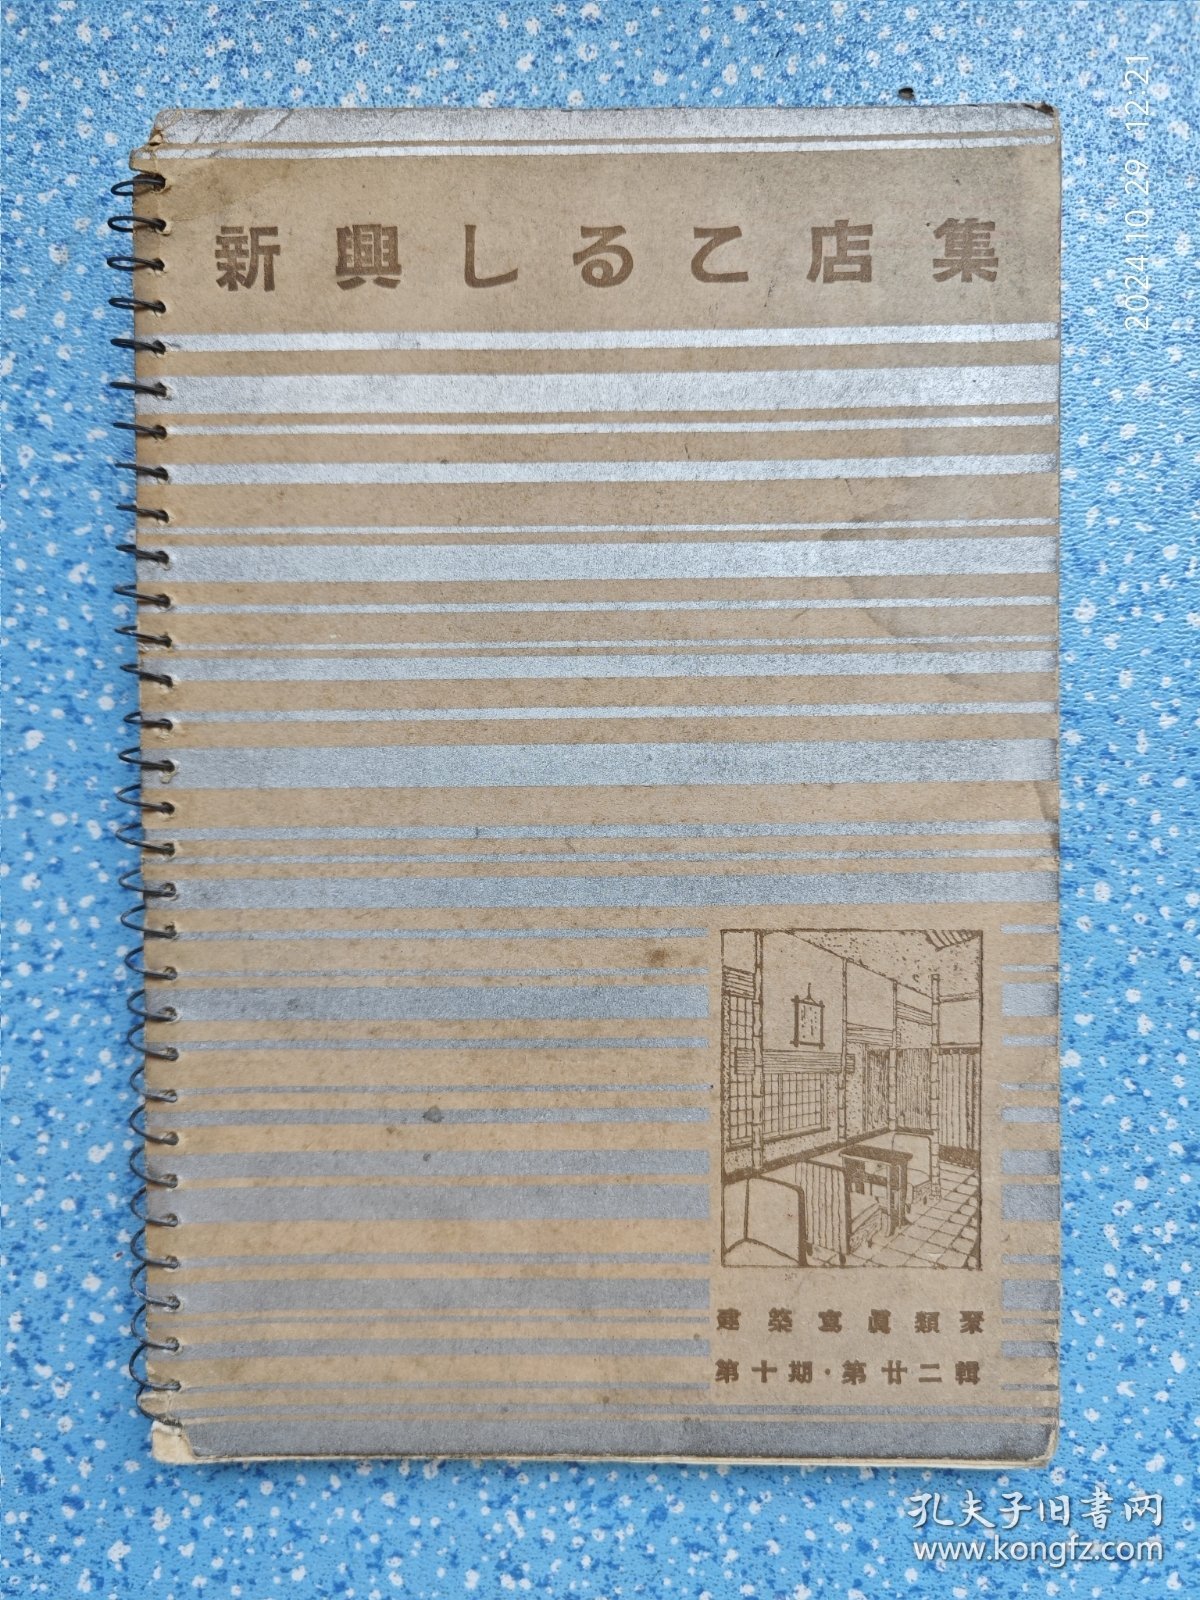 新興しるこ店集
建築寫眞類聚
第十期・第廿二輯
2024.10.29 12:21
孔夫子旧書网
www.kongfz.com